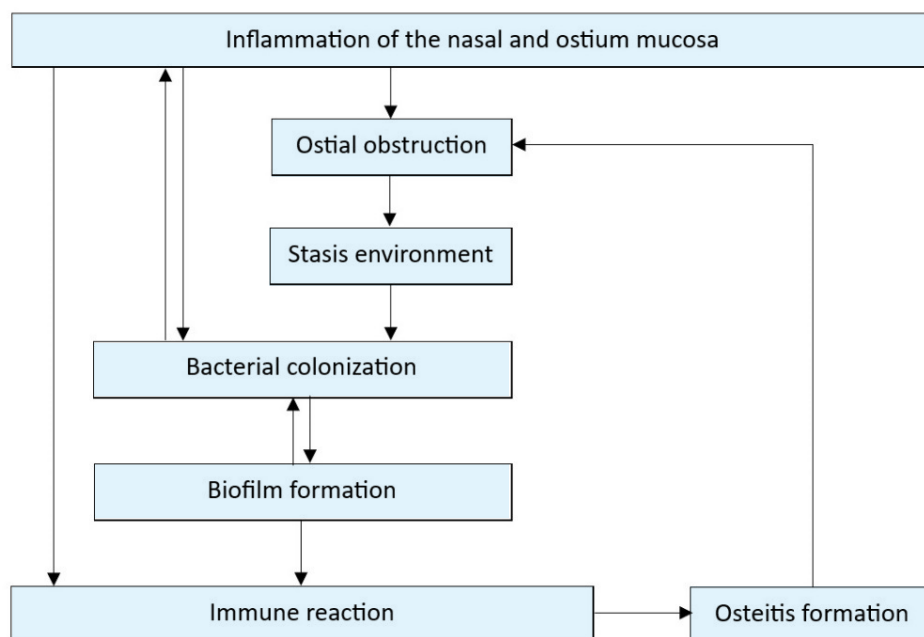 Inflammation of the nasal and ostium mucosa
Ostial obstruction
Stasis environment
Bacterial colonization
Biofilm formation
Immune reaction
Osteitis formation